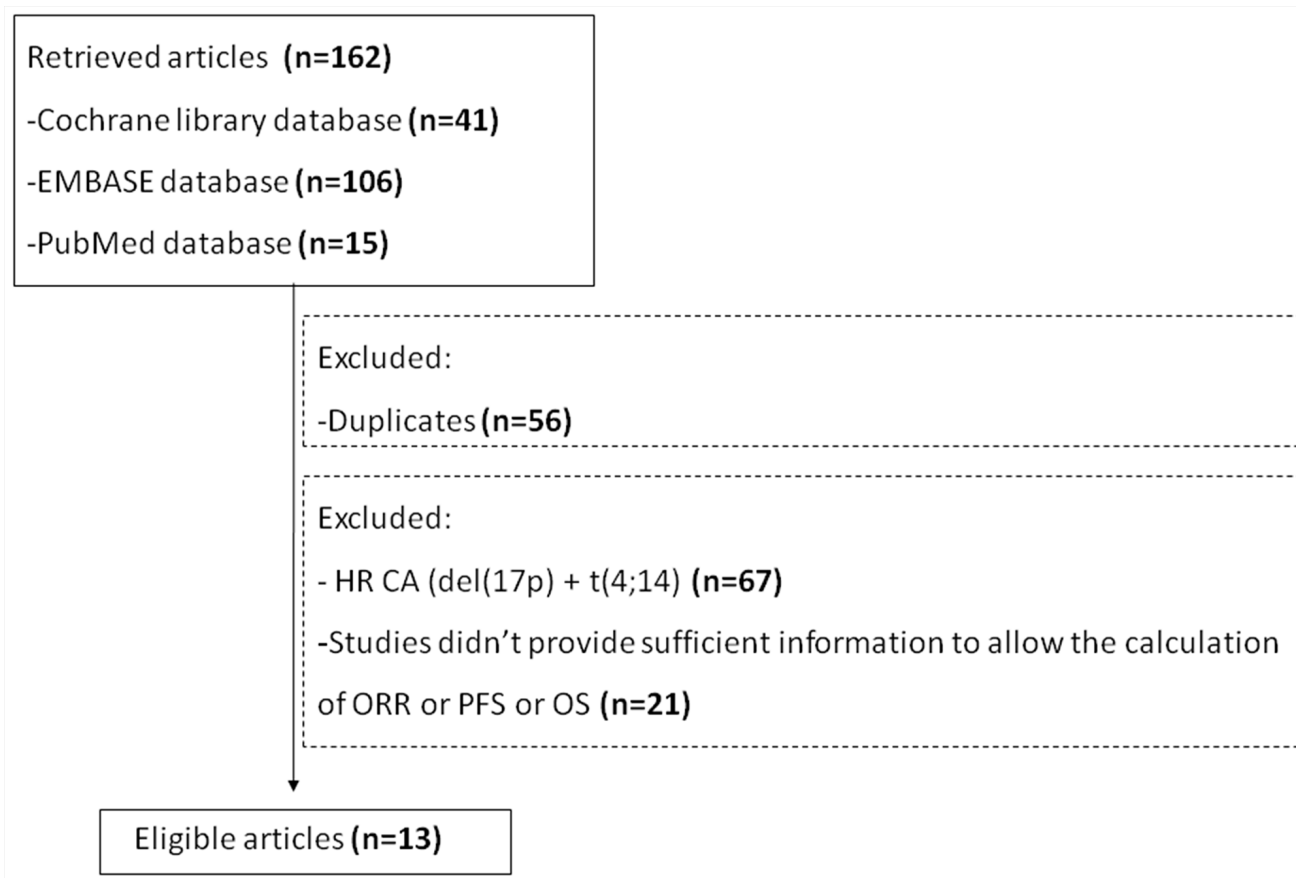 Retrieved articles (n=162)
-Cochrane library database (n=41)
-EMBASE database (n=106)
-PubMed database (n=15)
Excluded:
-Duplicates (n=56)
Excluded:
- HR CA (del(17p) + t(4;14) (n=67)
-Studies didn’t provide sufficient information to allow the calculation
of ORR or PFS or OS (n=21)
Eligible articles (n=13)